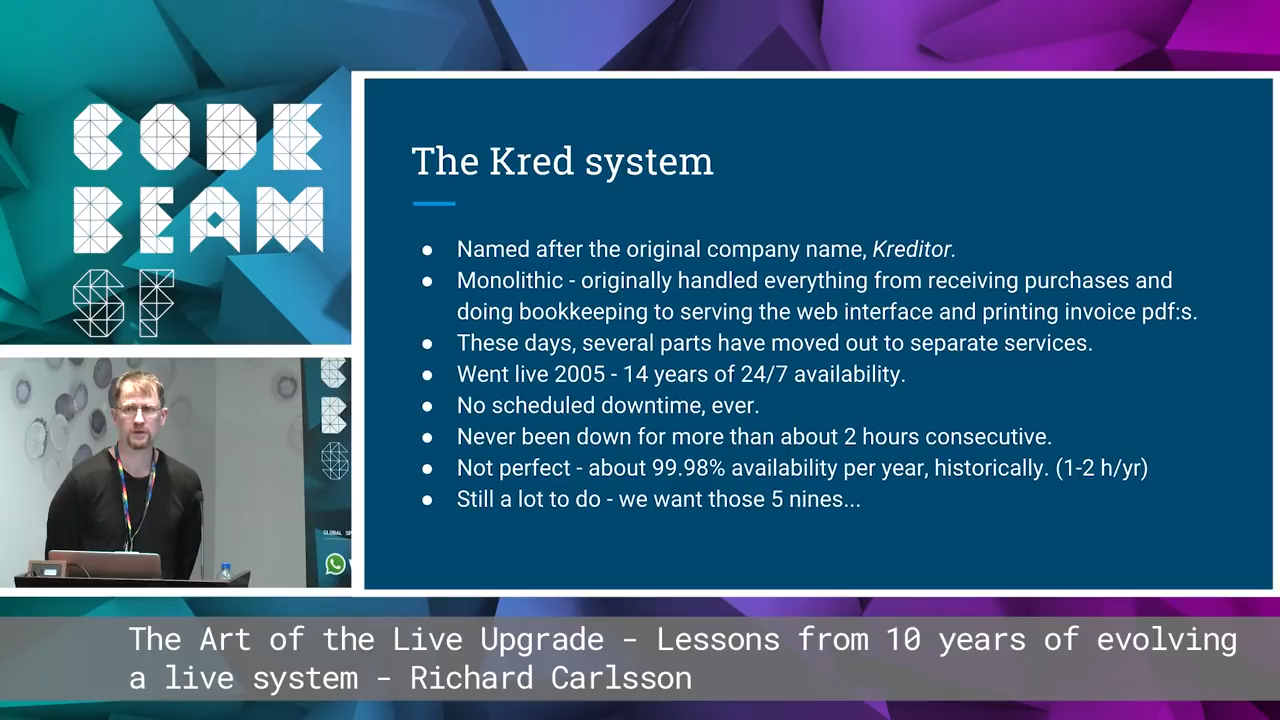 CODE
BEAM
SF
The Kred system
● Named after the original company name, Kreditor.
● Monolithic - originally handled everything from receiving purchases and
doing bookkeeping to serving the web interface and printing invoice pdf:s.
● These days, several parts have moved out to separate services.
● Went live 2005 - 14 years of 24/7 availability.
● No scheduled downtime, ever.
● Never been down for more than about 2 hours consecutive.
● Not perfect - about 99.98% availability per year, historically. (1-2 h/yr)
● Still a lot to do - we want those 5 nines...
GLOBAL
The Art of the Live Upgrade - Lessons from 10 years of evolving
a live system - Richard Carlsson